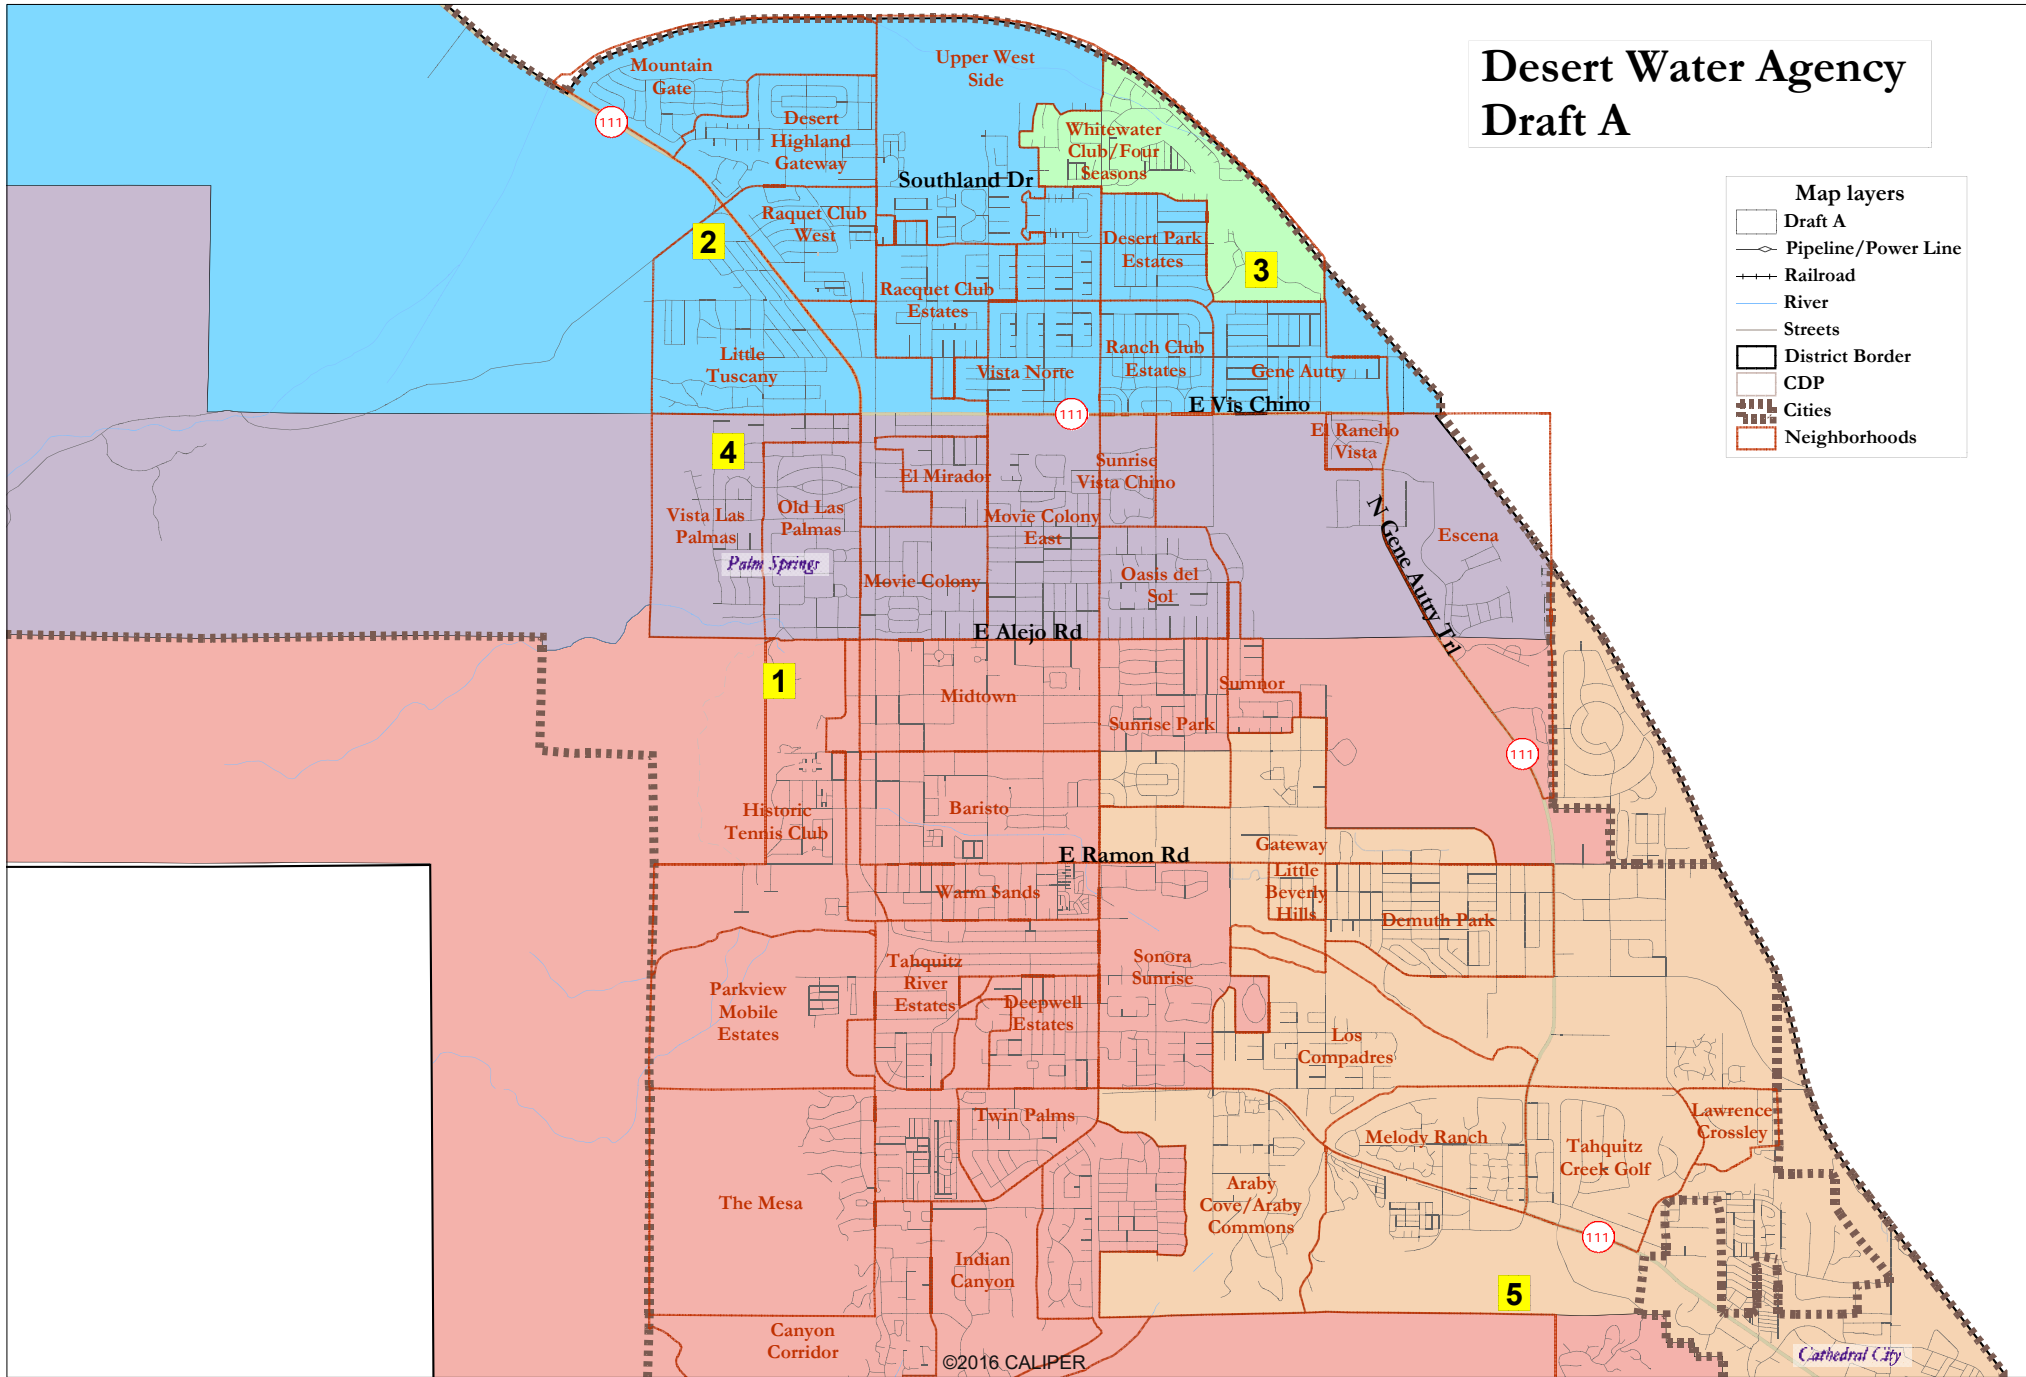 Desert Water Agency
Draft A
Map layers
Draft A
Pipeline/Power Line
Railroad
River
Streets
District Border
CDP
Cities
Neighborhoods
Mountain
Gate
Upper West
Side
111
Desert
Highland
Gateway
Whitewater
Club/Four
Seasons
Southland Dr
Raquet Club
West
2
Desert Park
Estates
3
Racquet Club
Estates
Little
Tuscany
Vista Norte
Ranch Club
Estates
Gene Autry
E Vis Chino
111
4
El Rancho
Vista
El Mirador
Sunrise
Vista Chino
Vista Las
Palmas
Old Las
Palmas
Movie Colony
East
N Gene Autry Trl
Escena
Palm Springs
Movie Colony
Oasis del
Sol
E Alejo Rd
1
Midtown
Sumnor
Sunrise Park
111
Historic
Tennis Club
Baristo
Gateway
E Ramon Rd
Little
Beverly
Hills
Warm Sands
Demuth Park
Tahquitz
River
Estates
Sonora
Sunrise
Parkview
Mobile
Estates
Deepwell
Estates
Los
Compadres
Twin Palms
Melody Ranch
Lawrence
Crossley
Tahquitz
Creek Golf
The Mesa
Araby
Cove/Araby
Commons
111
Indian
Canyon
5
Canyon
Corridor
©2016 CALIPER
Cathedral City